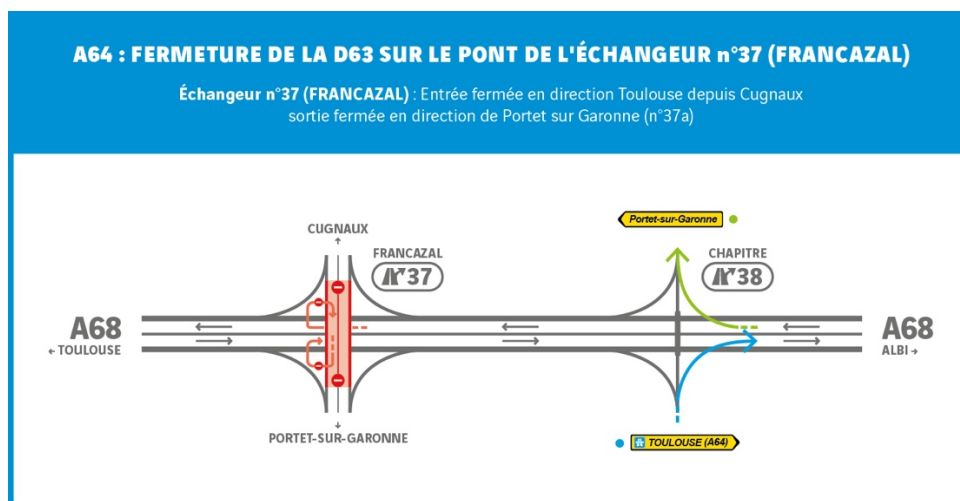 A64 : FERMETURE DE LA D63 SUR LE PONT DE L'ÉCHANGEUR n°37 (FRANCAZAL)
Échangeur n°37 (FRANCAZAL) : Entrée fermée en direction Toulouse depuis Cugnaux
sortie fermée en direction de Portet sur Garonne (n°37a)
Portet-sur-Garonne
CUGNAUX
FRANCAZAL
37
CHAPITRE
38
A68
← TOULOUSE
A68
ALBI →
PORTET-SUR-GARONNE
TOULOUSE (A64)